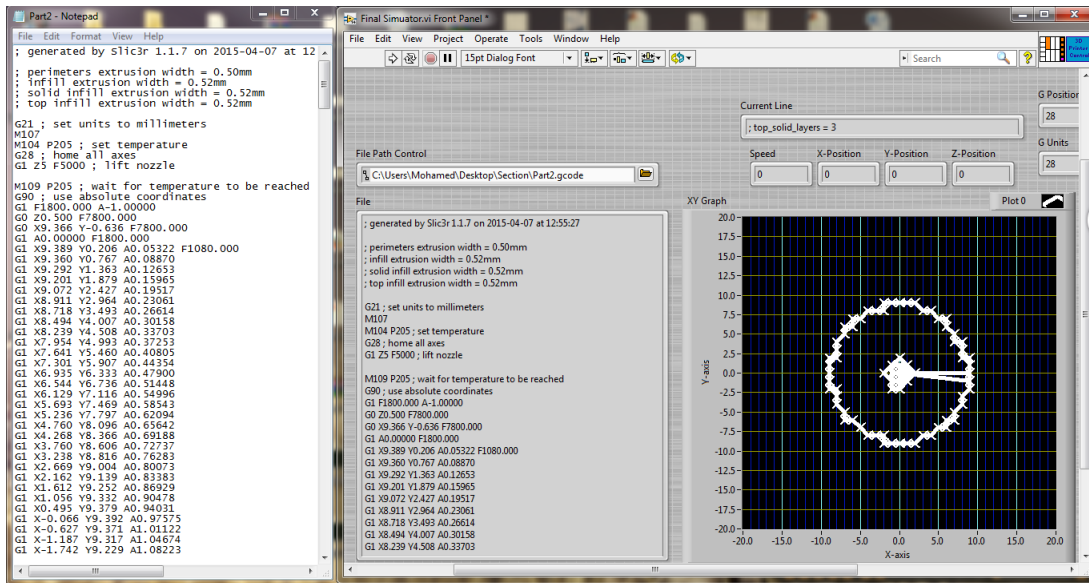 Part2 - Notepad
File Edit Format View Help
; generated by Slic3r 1.1.7 on 2015-04-07 at 12
; perimeters extrusion width = 0.50mm
; infill extrusion width = 0.52mm
; solid infill extrusion width = 0.52mm
; top infill extrusion width = 0.52mm
G21 ; set units to millimeters
M107
M104 P205 ; set temperature
G28 ; home all axes
G1 Z5 F5000 ; lift nozzle
M109 P205 ; wait for temperature to be reached
G90 ; use absolute coordinates
G1 F1800.000 A-1.00000
G0 Z0.500 F7800.000
G0 X9.366 Y-0.636 F7800.000
G1 A0.00000 F1800.000
G1 X9.389 Y0.206 A0.05322 F1080.000
G1 X9.360 Y0.767 A0.08870
G1 X9.292 Y1.363 A0.12653
G1 X9.201 Y1.879 A0.15965
G1 X9.072 Y2.427 A0.19517
G1 X8.911 Y2.964 A0.23061
G1 X8.718 Y3.493 A0.26614
G1 X8.494 Y4.007 A0.30158
G1 X8.239 Y4.508 A0.33703
G1 X7.954 Y4.993 A0.37253
G1 X7.641 Y5.460 A0.40805
G1 X7.301 Y5.907 A0.44354
G1 X6.935 Y6.333 A0.47900
G1 X6.544 Y6.736 A0.51448
G1 X6.129 Y7.116 A0.54996
G1 X5.693 Y7.469 A0.58543
G1 X5.236 Y7.797 A0.62094
G1 X4.760 Y8.096 A0.65642
G1 X4.268 Y8.366 A0.69188
G1 X3.760 Y8.606 A0.72737
G1 X3.238 Y8.816 A0.76283
G1 X2.669 Y9.004 A0.80073
G1 X2.162 Y9.139 A0.83383
G1 X1.612 Y9.252 A0.86929
G1 X1.056 Y9.332 A0.90478
G1 X0.495 Y9.379 A0.94031
G1 X-0.066 Y9.392 A0.97575
G1 X-0.627 Y9.371 A1.01122
G1 X-1.187 Y9.317 A1.04674
G1 X-1.742 Y9.229 A1.08223
Final Simuator.vi Front Panel *
File Edit View Project Operate Tools Window Help
15pt Dialog Font
Search
3D
Printer
Control
G Position
28
G Units
28
Current Line
; top_solid_layers = 3
Speed X-Position Y-Position Z-Position
0 0 0 0
File Path Control
C:\Users\Mohamed\Desktop\Section\Part2.gcode
File
; generated by Slic3r 1.1.7 on 2015-04-07 at 12:55:27
; perimeters extrusion width = 0.50mm
; infill extrusion width = 0.52mm
; solid infill extrusion width = 0.52mm
; top infill extrusion width = 0.52mm
G21 ; set units to millimeters
M107
M104 P205 ; set temperature
G28 ; home all axes
G1 Z5 F5000 ; lift nozzle
M109 P205 ; wait for temperature to be reached
G90 ; use absolute coordinates
G1 F1800.000 A-1.00000
G0 Z0.500 F7800.000
G0 X9.366 Y-0.636 F7800.000
G1 A0.00000 F1800.000
G1 X9.389 Y0.206 A0.05322 F1080.000
G1 X9.360 Y0.767 A0.08870
G1 X9.292 Y1.363 A0.12653
G1 X9.201 Y1.879 A0.15965
G1 X9.072 Y2.427 A0.19517
G1 X8.911 Y2.964 A0.23061
G1 X8.718 Y3.493 A0.26614
G1 X8.494 Y4.007 A0.30158
G1 X8.239 Y4.508 A0.33703
XY Graph
Plot 0
20.0
17.5
15.0
12.5
10.0
7.5
5.0
2.5
0.0
-2.5
-5.0
-7.5
-10.0
-12.5
-15.0
-17.5
-20.0
Y-axis
-20.0 -15.0 -10.0 -5.0 0.0 5.0 10.0 15.0 20.0
X-axis